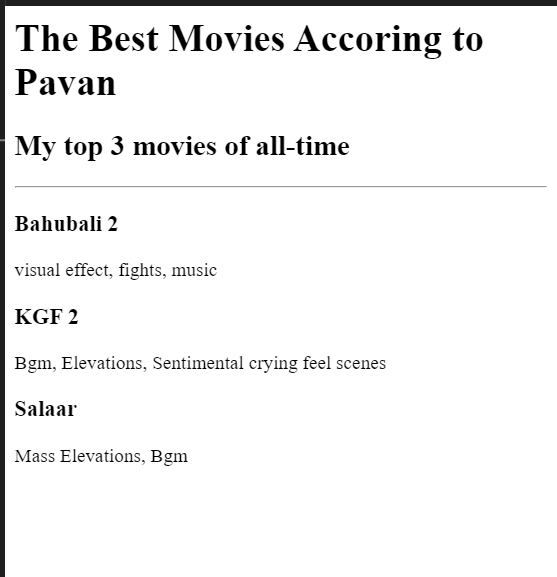 The Best Movies Accoring to
Pavan
My top 3 movies of all-time
Bahubali 2
visual effect, fights, music
KGF 2
Bgm, Elevations, Sentimental crying feel scenes
Salaar
Mass Elevations, Bgm